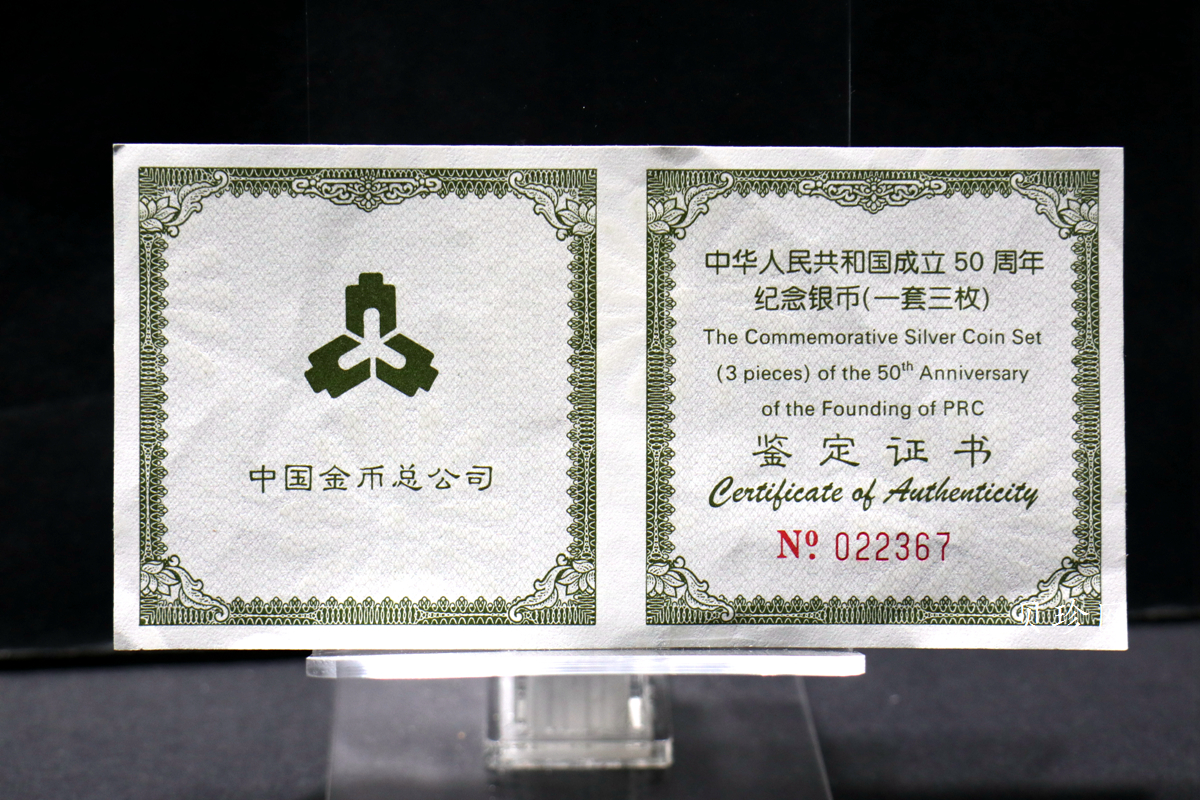 中国金币总公司
中华人民共和国成立 50 周年
纪念银币(一套三枚)
The Commemorative Silver Coin Set
(3 pieces) of the 50th Anniversary
of the Founding of PRC
鉴定证书
Certificate of Authenticity
Nº 022367